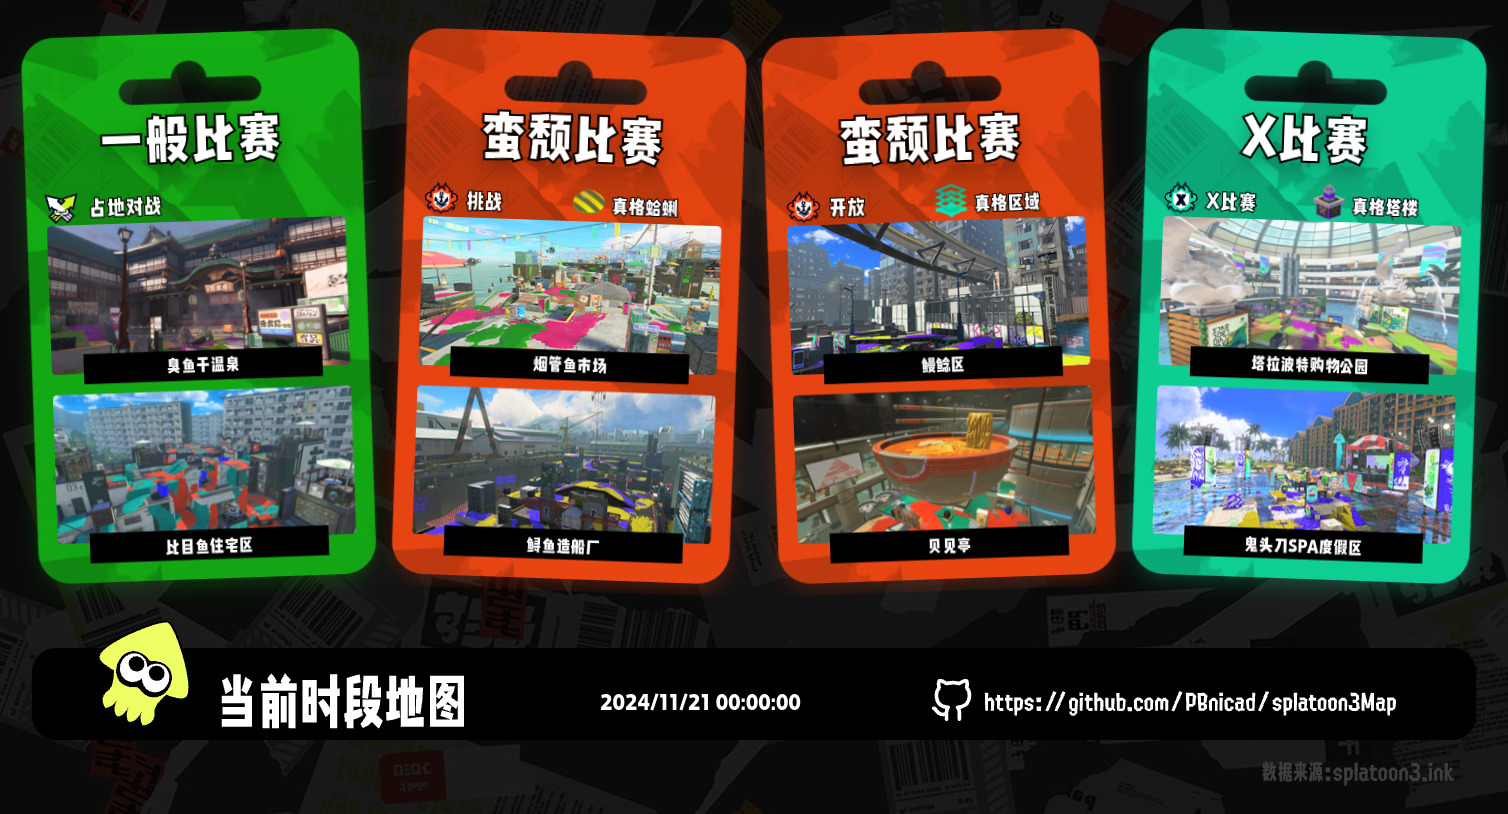 一般比赛
占地对战
臭鱼干温泉
比目鱼住宅区
蛮颓比赛
挑战
真格蛤蜊
烟管鱼市场
鲟鱼造船厂
蛮颓比赛
开放
真格区域
鳗鲶区
贝贝亭
X比赛
X比赛
真格塔楼
塔拉波特购物公园
鬼头刀SPA度假区
当前时段地图
2024/11/21 00:00:00
https://github.com/PBnicad/splatoon3Map
数据来源:splatoon3.ink